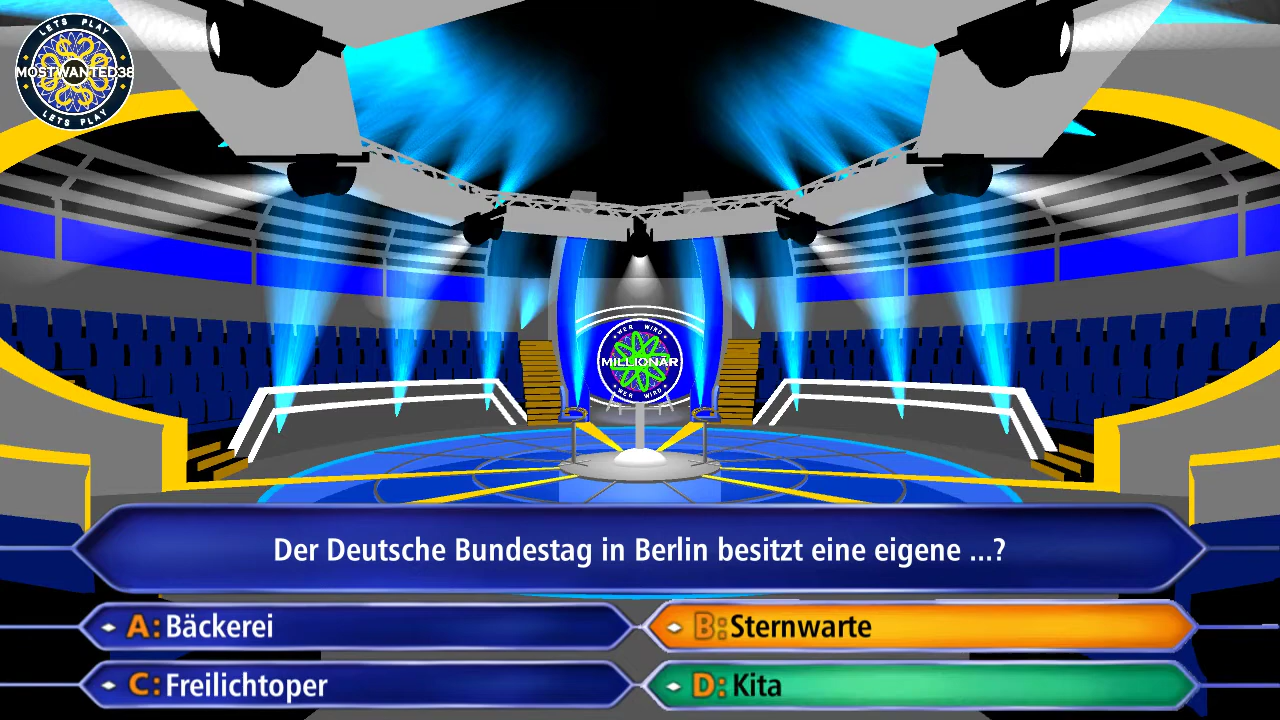 LETS PLAY
MOSTWANTED38
LETS PLAY
WER WIRD
MILLIONÄR
WER WIRD
Der Deutsche Bundestag in Berlin besitzt eine eigene ...?
A: Bäckerei
B: Sternwarte
C: Freilichtoper
D: Kita